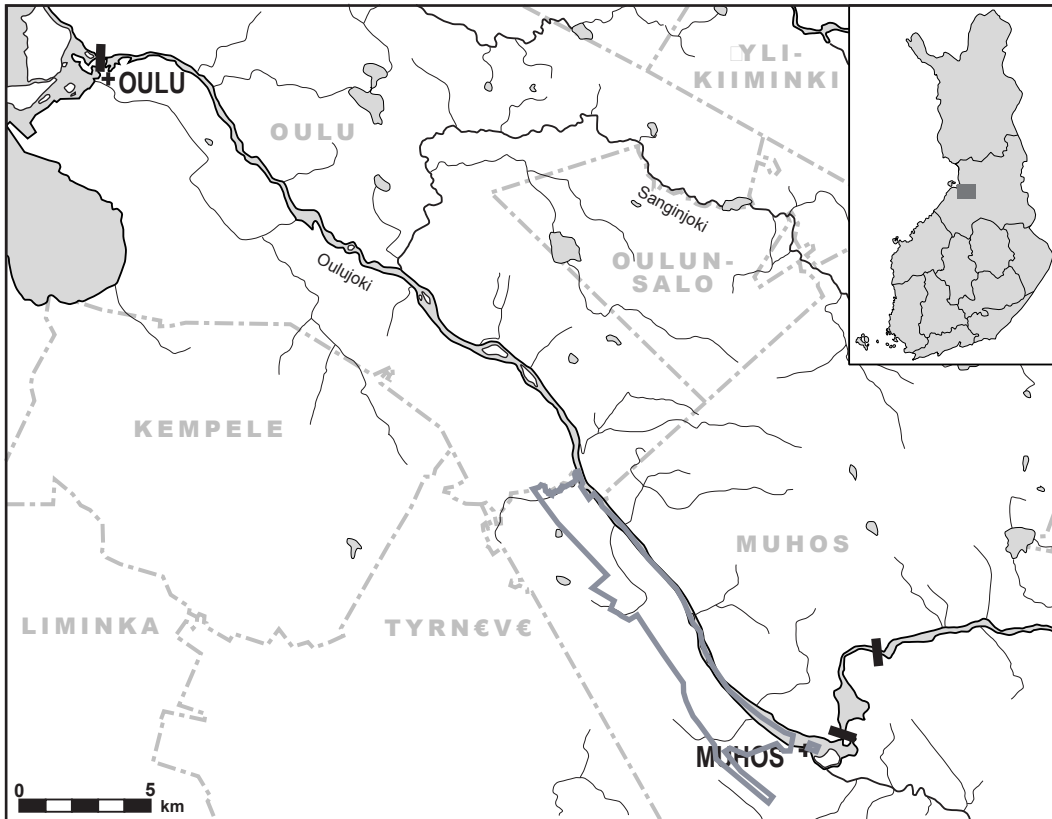 YLI-
KIIMINKI
OULU
OULU
Sanginjoki
OULUN-
SALO
Oulujoki
KEMPELE
MUHOS
LIMINKA
TYRN€V€
MUHOS
0 5
km